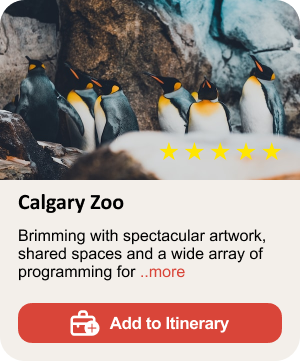 Calgary Zoo
Brimming with spectacular artwork,
shared spaces and a wide array of
programming for ..more
Add to Itinerary